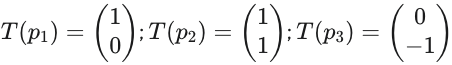 T(p₁) = (1 0); T(p₂) = (1 1); T(p₃) = (0 −1)